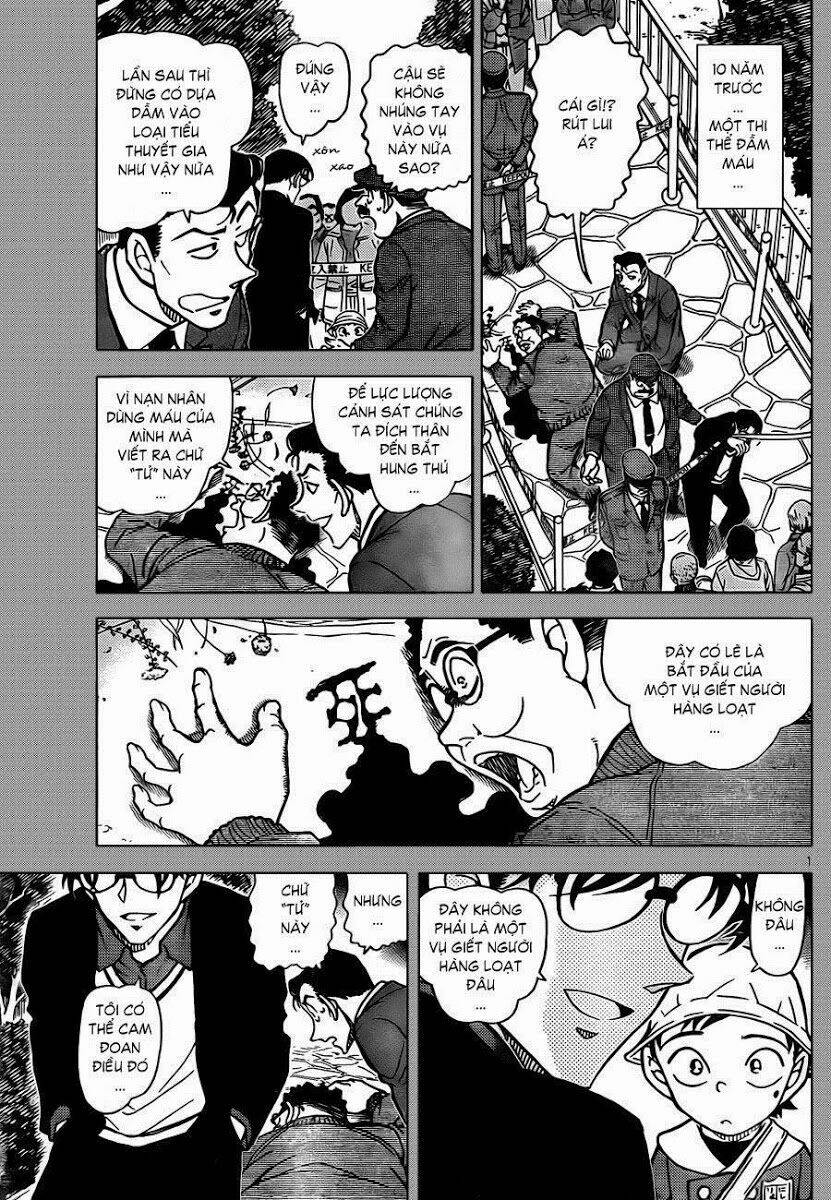 10 NĂM
TRƯỚC
...
MỘT THI
THỂ ĐẪM
MÁU
CÁI GÌ!?
RÚT LUI
Á?
CẬU SẼ
KHÔNG
NHÚNG TAY
VÀO VỤ
NÀY NỮA
SAO?
ĐÚNG
VẬY
...
xôn
xao
LẦN SAU THÌ
ĐỪNG CÓ DỰA
DẪM VÀO
LOẠI TIỂU
THUYẾT GIA
NHƯ VẬY NỮA
...
入禁止 KE
ĐỂ LỰC LƯỢNG
CẢNH SÁT CHÚNG
TA ĐÍCH THÂN
ĐẾN BẮT
HUNG THỦ
...
VÌ NẠN NHÂN
DÙNG MÁU CỦA
MÌNH MÀ
VIẾT RA CHỮ
"TỬ" NÀY
...
ĐÂY CÓ LẼ LÀ
BẮT ĐẦU CỦA
MỘT VỤ GIẾT NGƯỜI
HÀNG LOẠT
...
死
1
KHÔNG
ĐÂU
ĐÂY KHÔNG
PHẢI LÀ MỘT
VỤ GIẾT NGƯỜI
HÀNG LOẠT
ĐÂU
NHƯNG
...
CHỮ
"TỬ"
NÀY
...
TÔI CÓ
THỂ CAM
ĐOAN
ĐIỀU ĐÓ
...